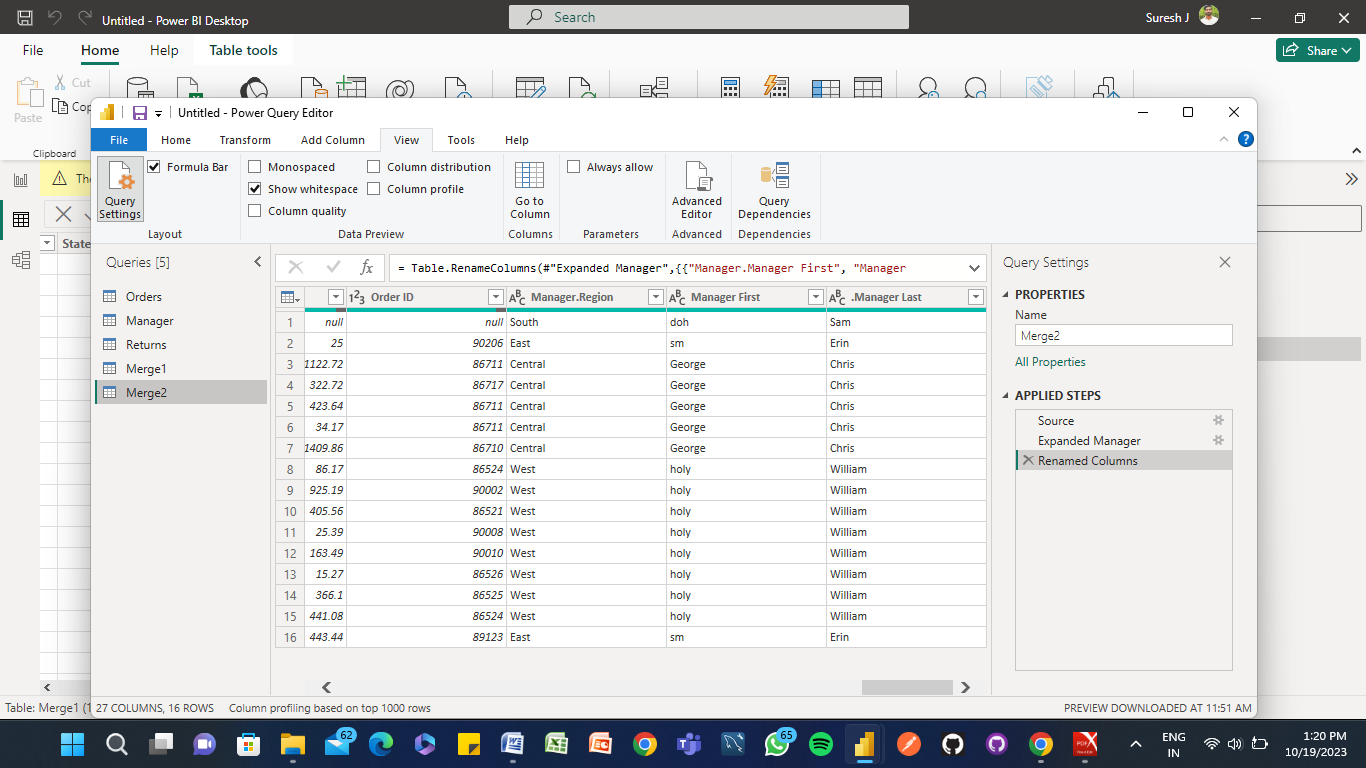 Untitled - Power BI Desktop
Search
Suresh J
File Home Help Table tools
Share
Paste
Cut
Cop
Clipboard
The
State
Untitled - Power Query Editor
File Home Transform Add Column View Tools Help
Query Settings
Formula Bar
Monospaced
Show whitespace
Column quality
Column distribution
Column profile
Go to Column
Always allow
Advanced Editor
Query Dependencies
Layout Data Preview Columns Parameters Advanced Dependencies
Queries [5]
Orders
Manager
Returns
Merge1
Merge2
fx = Table.RenameColumns(#"Expanded Manager",{{"Manager.Manager First", "Manager
1²3 Order ID ABC Manager.Region ABC Manager First ABC .Manager Last
1 null null South doh Sam
2 25 90206 East sm Erin
3 1122.72 86711 Central George Chris
4 322.72 86717 Central George Chris
5 423.64 86711 Central George Chris
6 34.17 86711 Central George Chris
7 1409.86 86710 Central George Chris
8 86.17 86524 West holy William
9 925.19 90002 West holy William
10 405.56 86521 West holy William
11 25.39 90008 West holy William
12 163.49 90010 West holy William
13 15.27 86526 West holy William
14 366.1 86525 West holy William
15 441.08 86524 West holy William
16 443.44 89123 East sm Erin
Query Settings
PROPERTIES
Name
Merge2
All Properties
APPLIED STEPS
Source
Expanded Manager
Renamed Columns
Table: Merge1 (1
27 COLUMNS, 16 ROWS Column profiling based on top 1000 rows
PREVIEW DOWNLOADED AT 11:51 AM
62
65
ENG
IN
1:20 PM
10/19/2023